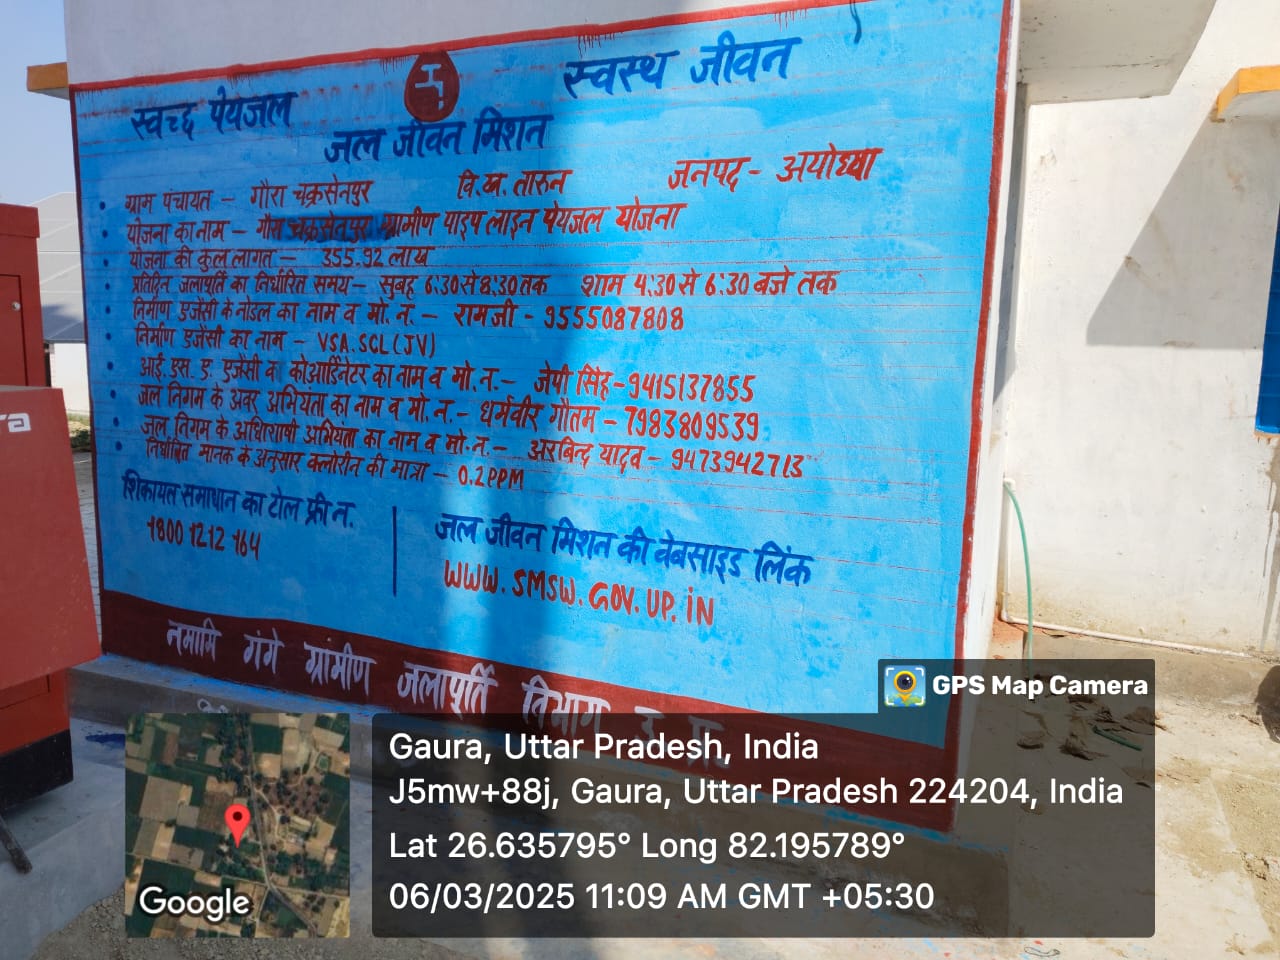 स्वच्छ पेयजल
स्वस्थ जीवन
जल जीवन मिशन
ग्राम पंचायत - गौरा चक्रसेनपुर वि.ख. तारुन जनपद - अयोध्या
योजना का नाम - गौरा चक्रसेनपुर ग्रामीण पाइप लाइन पेयजल योजना
योजना की कुल लागत - 355.92 लाख
प्रतिदिन जलापूर्ति का निर्धारित समय - सुबह 6:30 से 8:30 तक शाम 4:30 से 6:30 बजे तक
निर्माण एजेंसी के नोडल का नाम व मो. न. - रामजी - 9555087808
निर्माण एजेंसी का नाम - VSA.SCL(JV)
आई. एस. ए. एजेंसी के कोआर्डिनेटर का नाम व मो. न. - जेपी सिंह - 9415137855
जल निगम के अवर अभियंता का नाम व मो. न. - धर्मवीर गौतम - 7983809539
जल निगम के अधिशाषी अभियंता का नाम व मो. न. - अरबिन्द यादव - 9473942713
निर्धारित मानक के अनुसार क्लोरीन की मात्रा - 0.2 PPM
शिकायत समाधान का टोल फ्री न.
1800 1212 164
जल जीवन मिशन की वेबसाइड लिंक
WWW.SMSW.GOV.UP.iN
नमामि गंगे ग्रामीण जलापूर्ति विभाग उ प्र
GPS Map Camera
Gaura, Uttar Pradesh, India
J5mw+88j, Gaura, Uttar Pradesh 224204, India
Lat 26.635795° Long 82.195789°
06/03/2025 11:09 AM GMT +05:30
Google